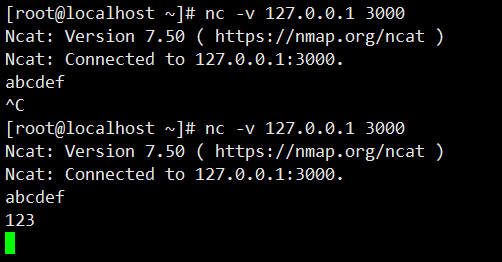 [root@localhost ~]# nc -v 127.0.0.1 3000
Ncat: Version 7.50 ( https://nmap.org/ncat )
Ncat: Connected to 127.0.0.1:3000.
abcdef
^C
[root@localhost ~]# nc -v 127.0.0.1 3000
Ncat: Version 7.50 ( https://nmap.org/ncat )
Ncat: Connected to 127.0.0.1:3000.
abcdef
123